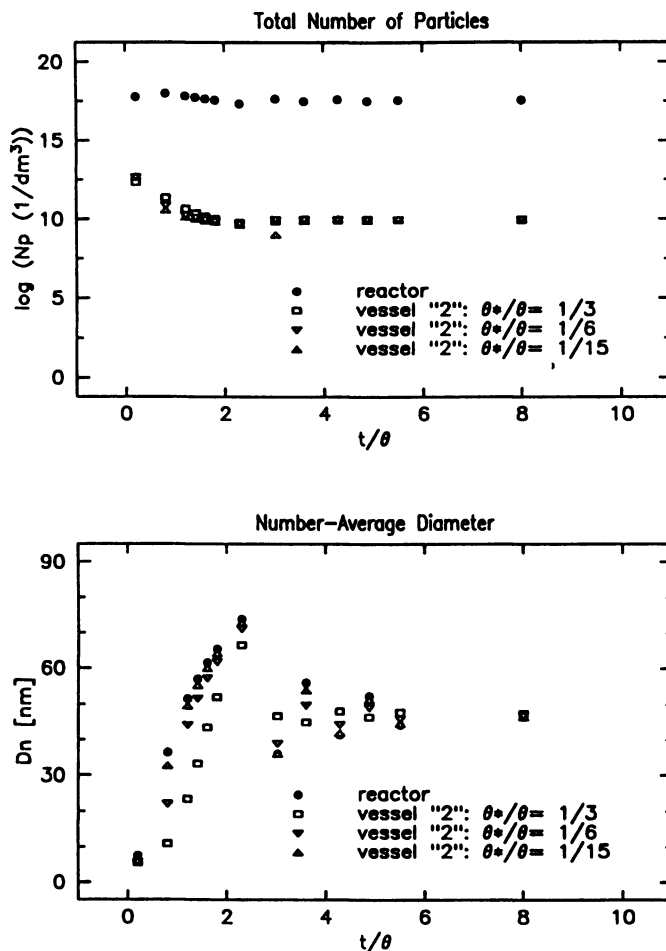 Total Number of Particles
20
15
10
5
0
log (Np (1/dm³))
reactor
vessel "2": θ*/θ= 1/3
vessel "2": θ*/θ= 1/6
vessel "2": θ*/θ= 1/15
0 2 4 6 8 10
t/θ
Number-Average Diameter
90
60
30
0
Dn [nm]
reactor
vessel "2": θ*/θ= 1/3
vessel "2": θ*/θ= 1/6
vessel "2": θ*/θ= 1/15
0 2 4 6 8 10
t/θ